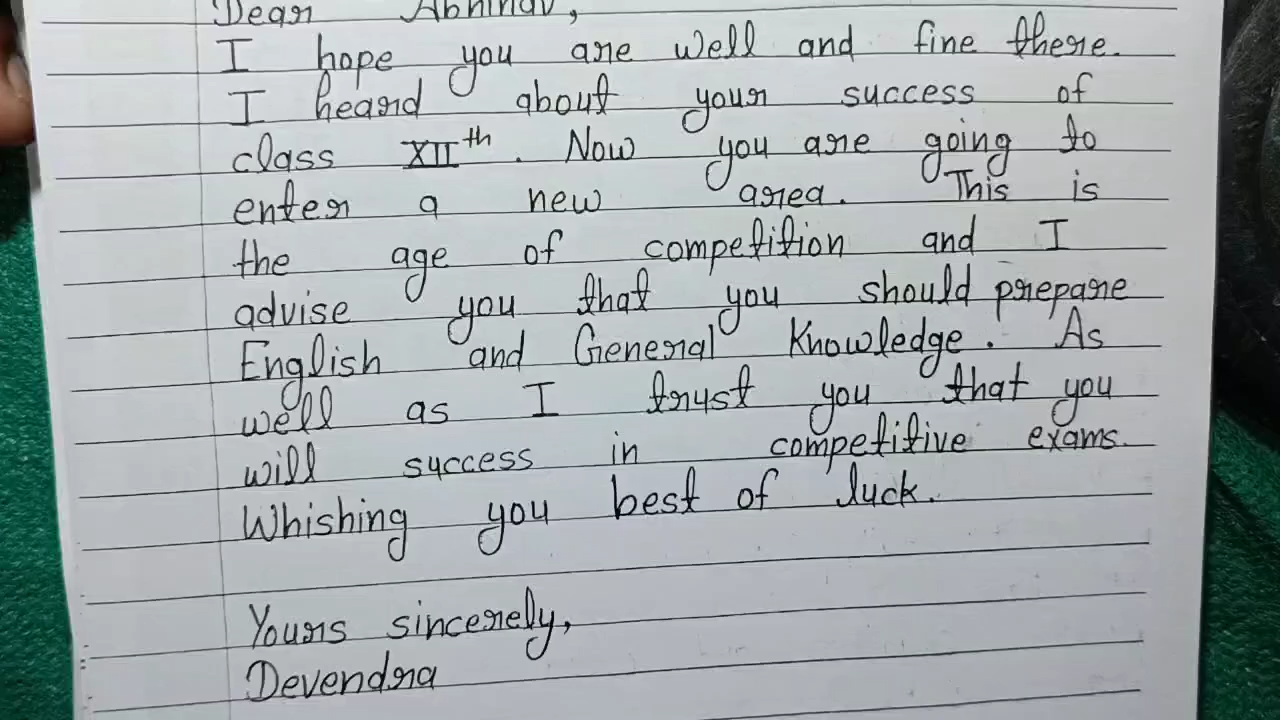 Dear Abhinav,
I hope you are well and fine there.
I heard about your success of
class XIIth. Now you are going to
enter a new area. This is
the age of competition and I
advise you that you should prepare
English and General Knowledge. As
well as I trust you that you
will success in competitive exams.
Whishing you best of luck.
Yours sincerely,
Devendra